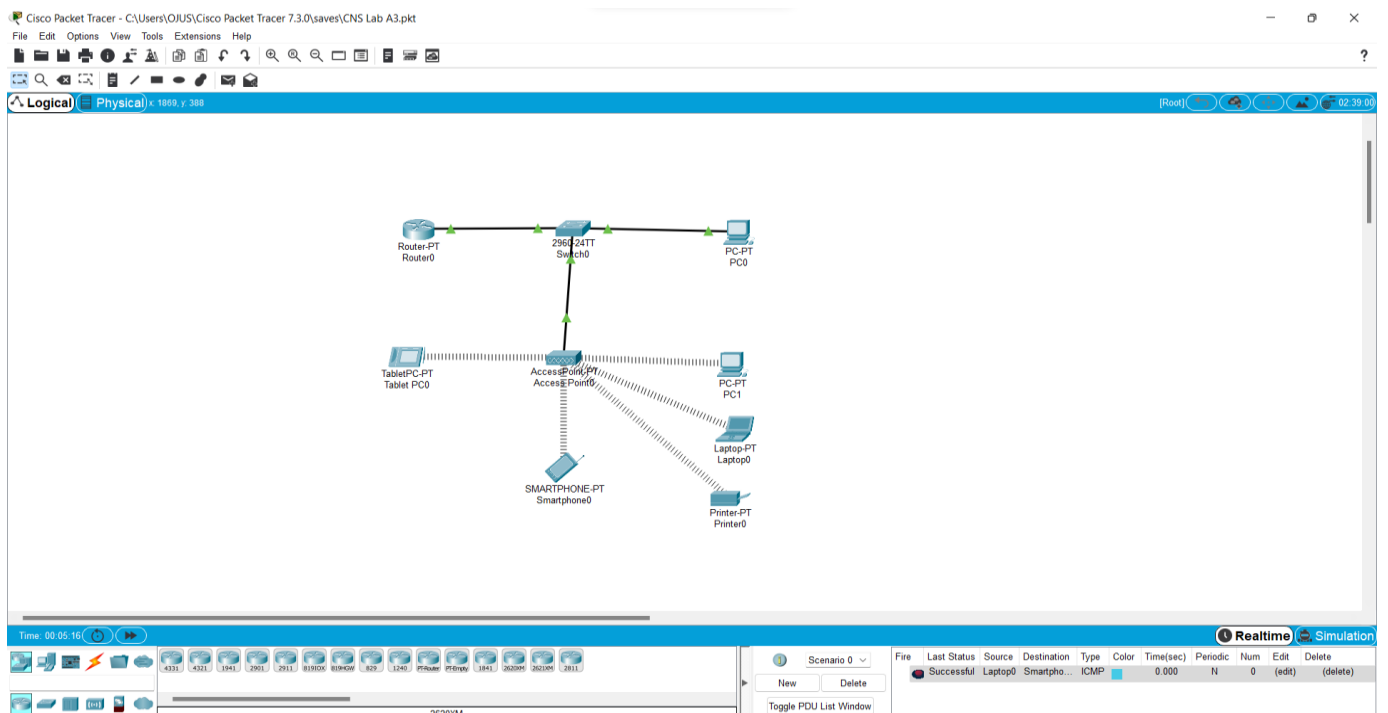 Cisco Packet Tracer - C:\Users\OJUS\Cisco Packet Tracer 7.3.0\saves\CNS Lab A3.pkt
File Edit Options View Tools Extensions Help
?
Logical Physical x: 1869, y: 388 [Root] 02:39:00
Router-PT
Router0
2960-24TT
Switch0
PC-PT
PC0
TabletPC-PT
Tablet PC0
AccessPoint-PT
Access Point0
PC-PT
PC1
Laptop-PT
Laptop0
SMARTPHONE-PT
Smartphone0
Printer-PT
Printer0
Time: 00:05:16 Realtime Simulation
4331 4321 1941 2901 2911 819IOX 819HGW 829 1240 PT-Router PT-Empty 1841 2620XM 2621XM 2811
Scenario 0
New Delete
Toggle PDU List Window
Fire Last Status Source Destination Type Color Time(sec) Periodic Num Edit Delete
Successful Laptop0 Smartpho... ICMP 0.000 N 0 (edit) (delete)